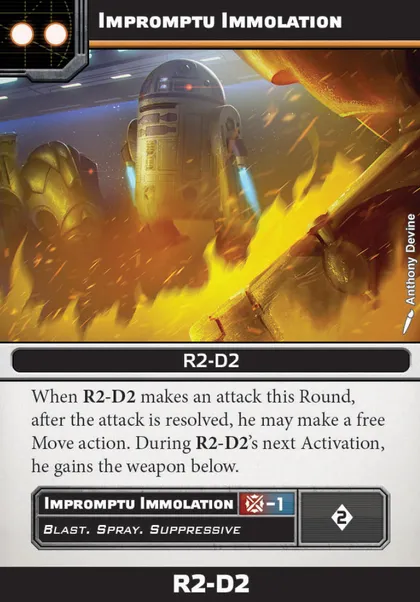 Impromptu Immolation
Anthony Devine
R2-D2
When R2-D2 makes an attack this Round,
after the attack is resolved, he may make a free
Move action. During R2-D2's next Activation,
he gains the weapon below.
Impromptu Immolation -1
2
Blast. Spray. Suppressive
R2-D2